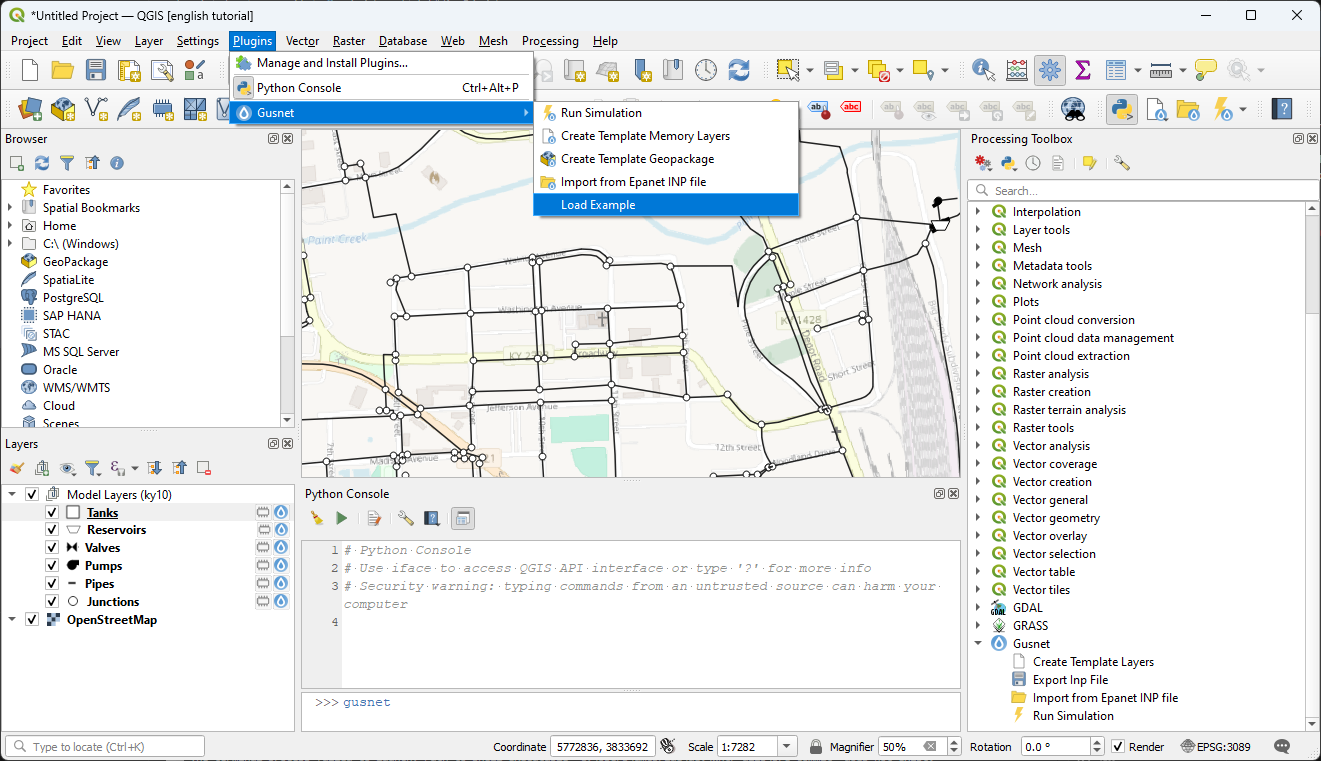 *Untitled Project — QGIS [english tutorial]
Project Edit View Layer Settings Plugins Vector Raster Database Web Mesh Processing Help
Manage and Install Plugins...
Python Console Ctrl+Alt+P
Gusnet
Run Simulation
Create Template Memory Layers
Create Template Geopackage
Import from Epanet INP file
Load Example
abc
abc
Browser
Favorites
Spatial Bookmarks
Home
C:\ (Windows)
GeoPackage
SpatiaLite
PostgreSQL
SAP HANA
STAC
MS SQL Server
Oracle
WMS/WMTS
Cloud
Scenes
Layers
Model Layers (ky10)
Tanks
Reservoirs
Valves
Pumps
Pipes
Junctions
OpenStreetMap
Paint Creek
State Street
KY 1428
Depot Road
Short Street
Jefferson Avenue
12th Street
Python Console
1 # Python Console
2 # Use iface to access QGIS API interface or type '?' for more info
3 # Security warning: typing commands from an untrusted source can harm your
computer
4
>>> gusnet
Processing Toolbox
Search...
Interpolation
Layer tools
Mesh
Metadata tools
Network analysis
Plots
Point cloud conversion
Point cloud data management
Point cloud extraction
Raster analysis
Raster creation
Raster terrain analysis
Raster tools
Vector analysis
Vector coverage
Vector creation
Vector general
Vector geometry
Vector overlay
Vector selection
Vector table
Vector tiles
GDAL
GRASS
Gusnet
Create Template Layers
Export Inp File
Import from Epanet INP file
Run Simulation
Type to locate (Ctrl+K)
Coordinate 5772836, 3833692 Scale 1:7282 Magnifier 50% Rotation 0.0 ° Render EPSG:3089